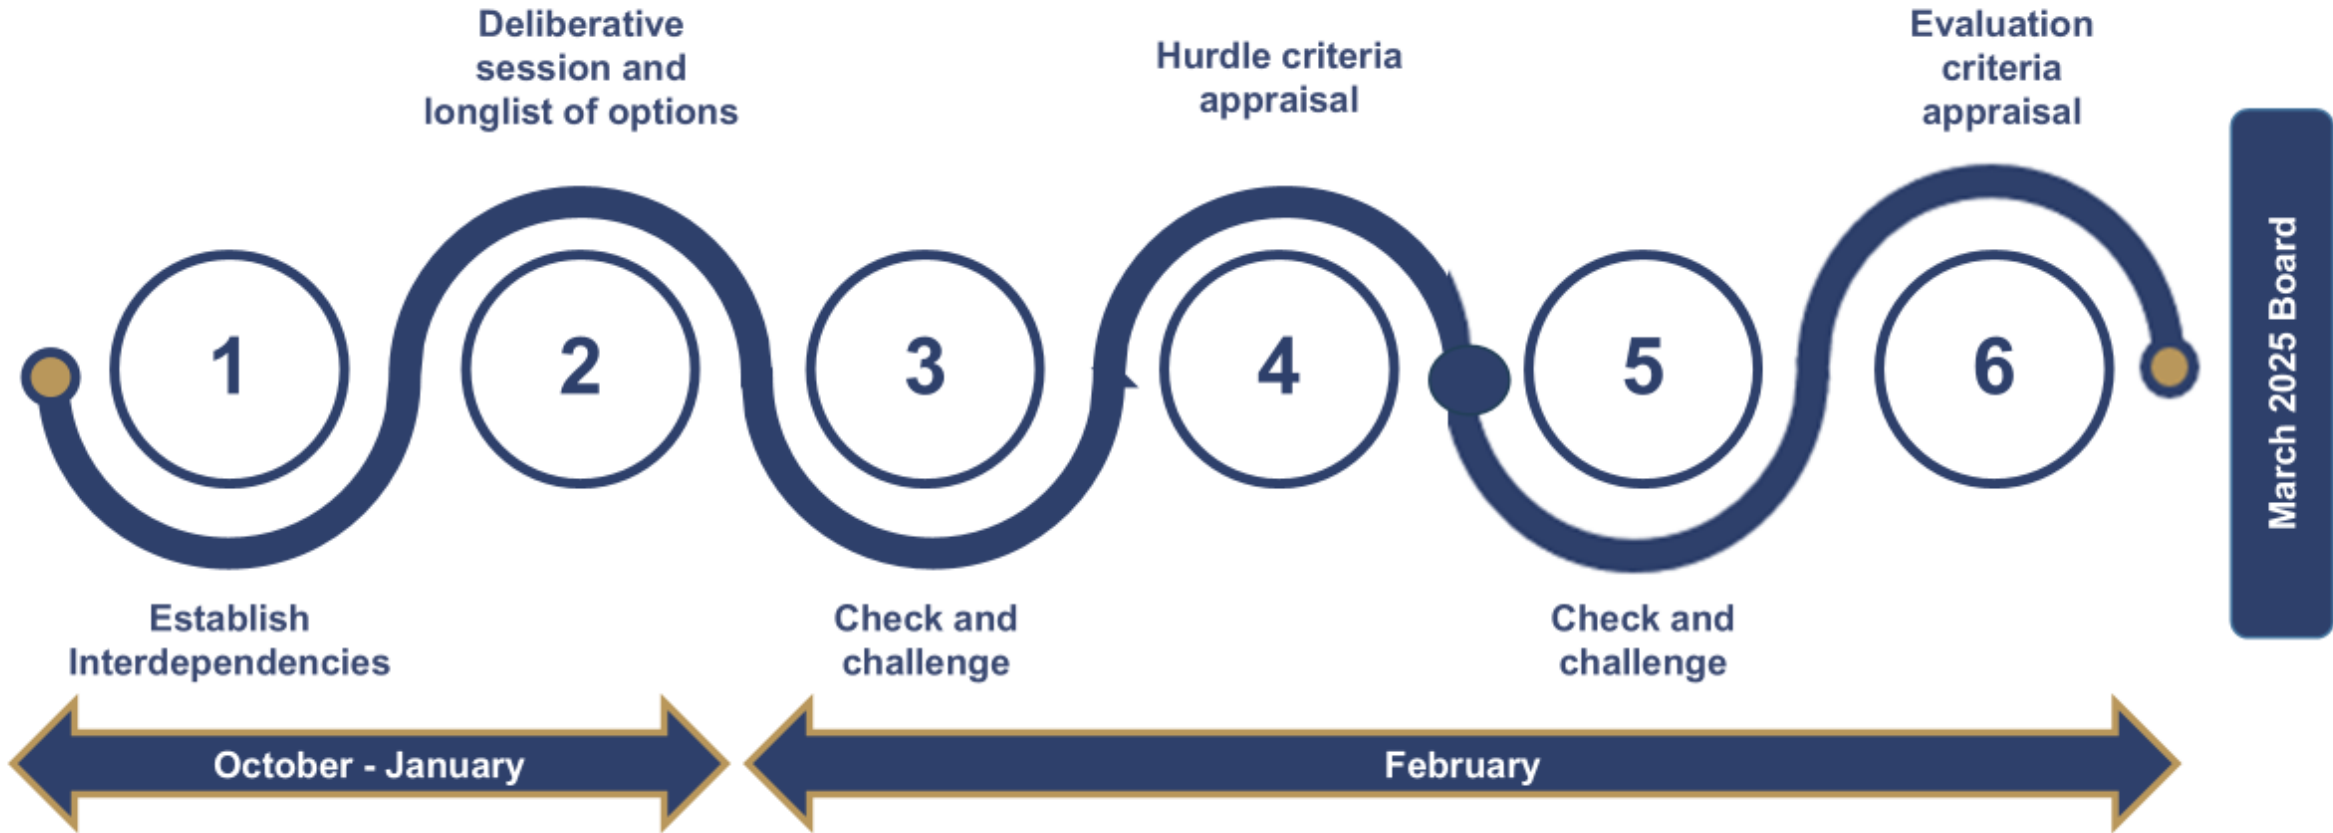 Deliberative
session and
longlist of options
Hurdle criteria
appraisal
Evaluation
criteria
appraisal
1
2
3
4
5
6
March 2025 Board
Establish
Interdependencies
Check and
challenge
Check and
challenge
October - January
February